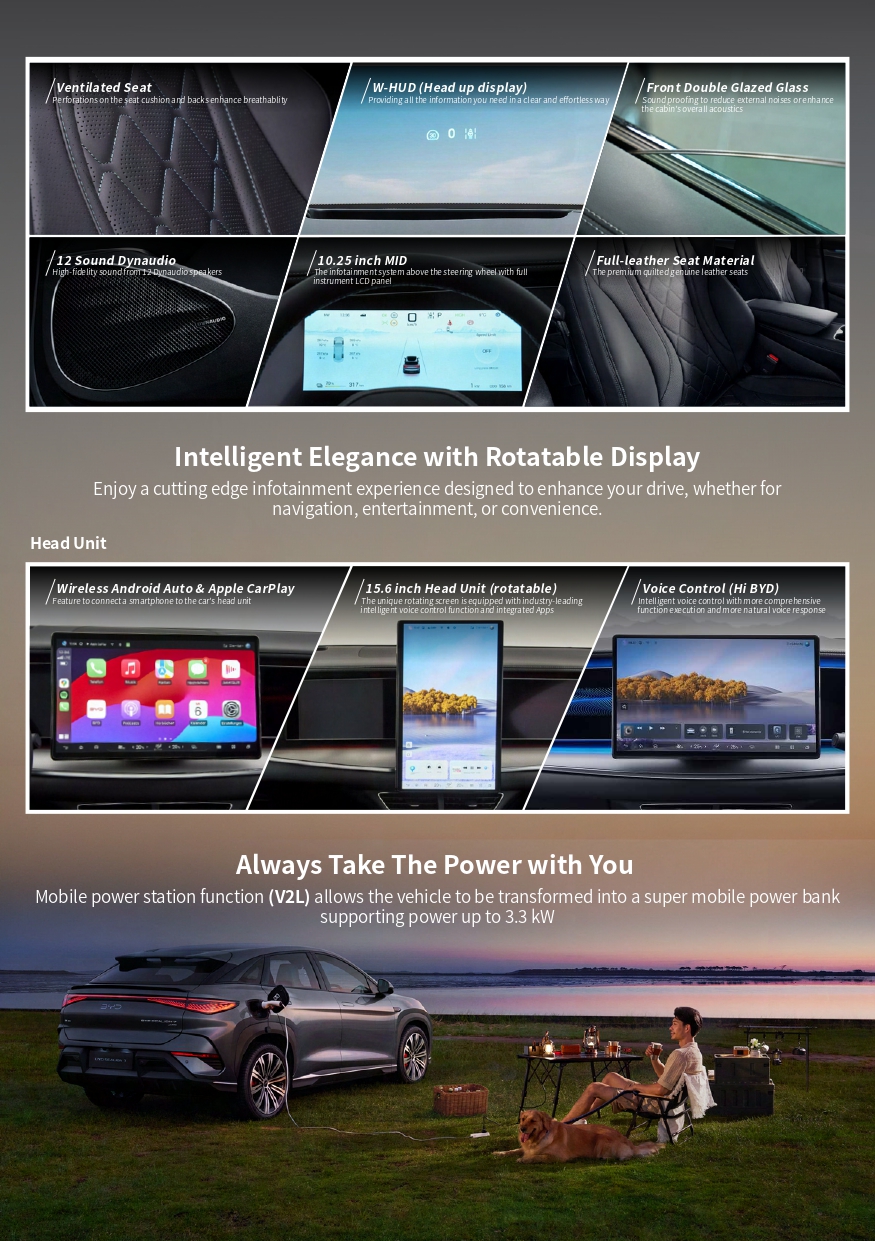 Ventilated Seat
Perforations on the seat cushion and backs enhance breathablity
W-HUD (Head up display)
Providing all the information you need in a clear and effortless way
Front Double Glazed Glass
Sound proofing to reduce external noises or enhance
the cabin's overall acoustics
0
12 Sound Dynaudio
High-fidelity sound from 12 Dynaudio speakers
10.25 inch MID
The infotainment system above the steering wheel with full
instrument LCD panel
Full-leather Seat Material
The premium quilted genuine leather seats
Intelligent Elegance with Rotatable Display
Enjoy a cutting edge infotainment experience designed to enhance your drive, whether for
navigation, entertainment, or convenience.
Head Unit
Wireless Android Auto & Apple CarPlay
Feature to connect a smartphone to the car's head unit
15.6 inch Head Unit (rotatable)
The unique rotating screen is equipped with industry-leading
intelligent voice control function and integrated Apps
Voice Control (Hi BYD)
Intelligent voice control with more comprehensive
function execution and more natural voice response
Always Take The Power with You
Mobile power station function (V2L) allows the vehicle to be transformed into a super mobile power bank
supporting power up to 3.3 kW
BYD